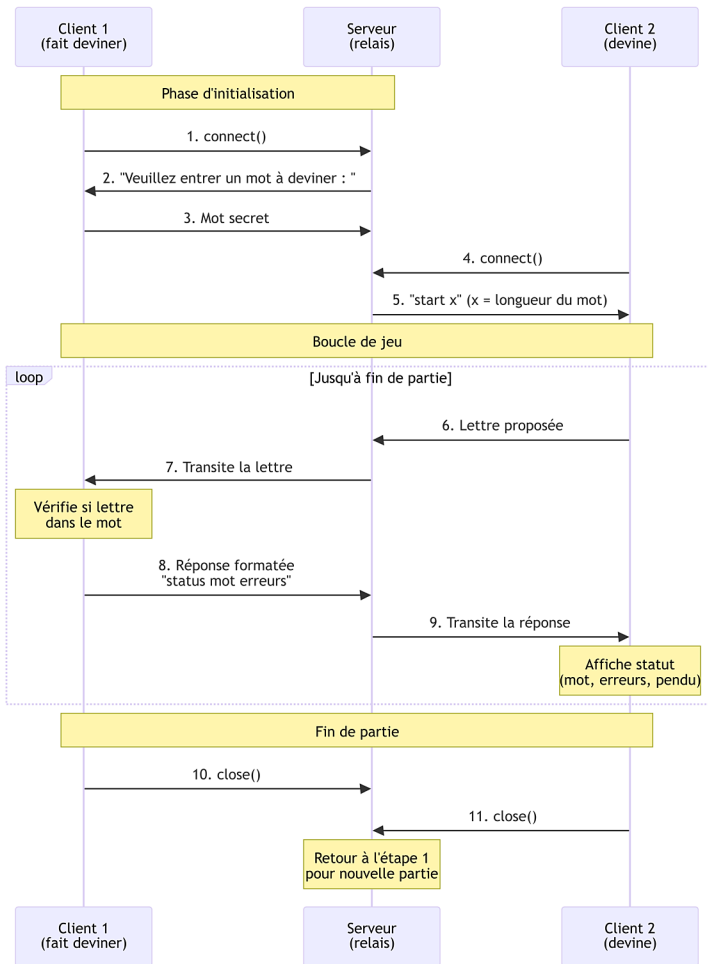 Client 1
(fait deviner)
Serveur
(relais)
Client 2
(devine)
Phase d'initialisation
1. connect()
2. "Veuillez entrer un mot à deviner : "
3. Mot secret
4. connect()
5. "start x" (x = longueur du mot)
Boucle de jeu
loop
[Jusqu'à fin de partie]
6. Lettre proposée
7. Transite la lettre
Vérifie si lettre
dans le mot
8. Réponse formatée
"status mot erreurs"
9. Transite la réponse
Affiche statut
(mot, erreurs, pendu)
Fin de partie
10. close()
11. close()
Retour à l'étape 1
pour nouvelle partie
Client 1
(fait deviner)
Serveur
(relais)
Client 2
(devine)